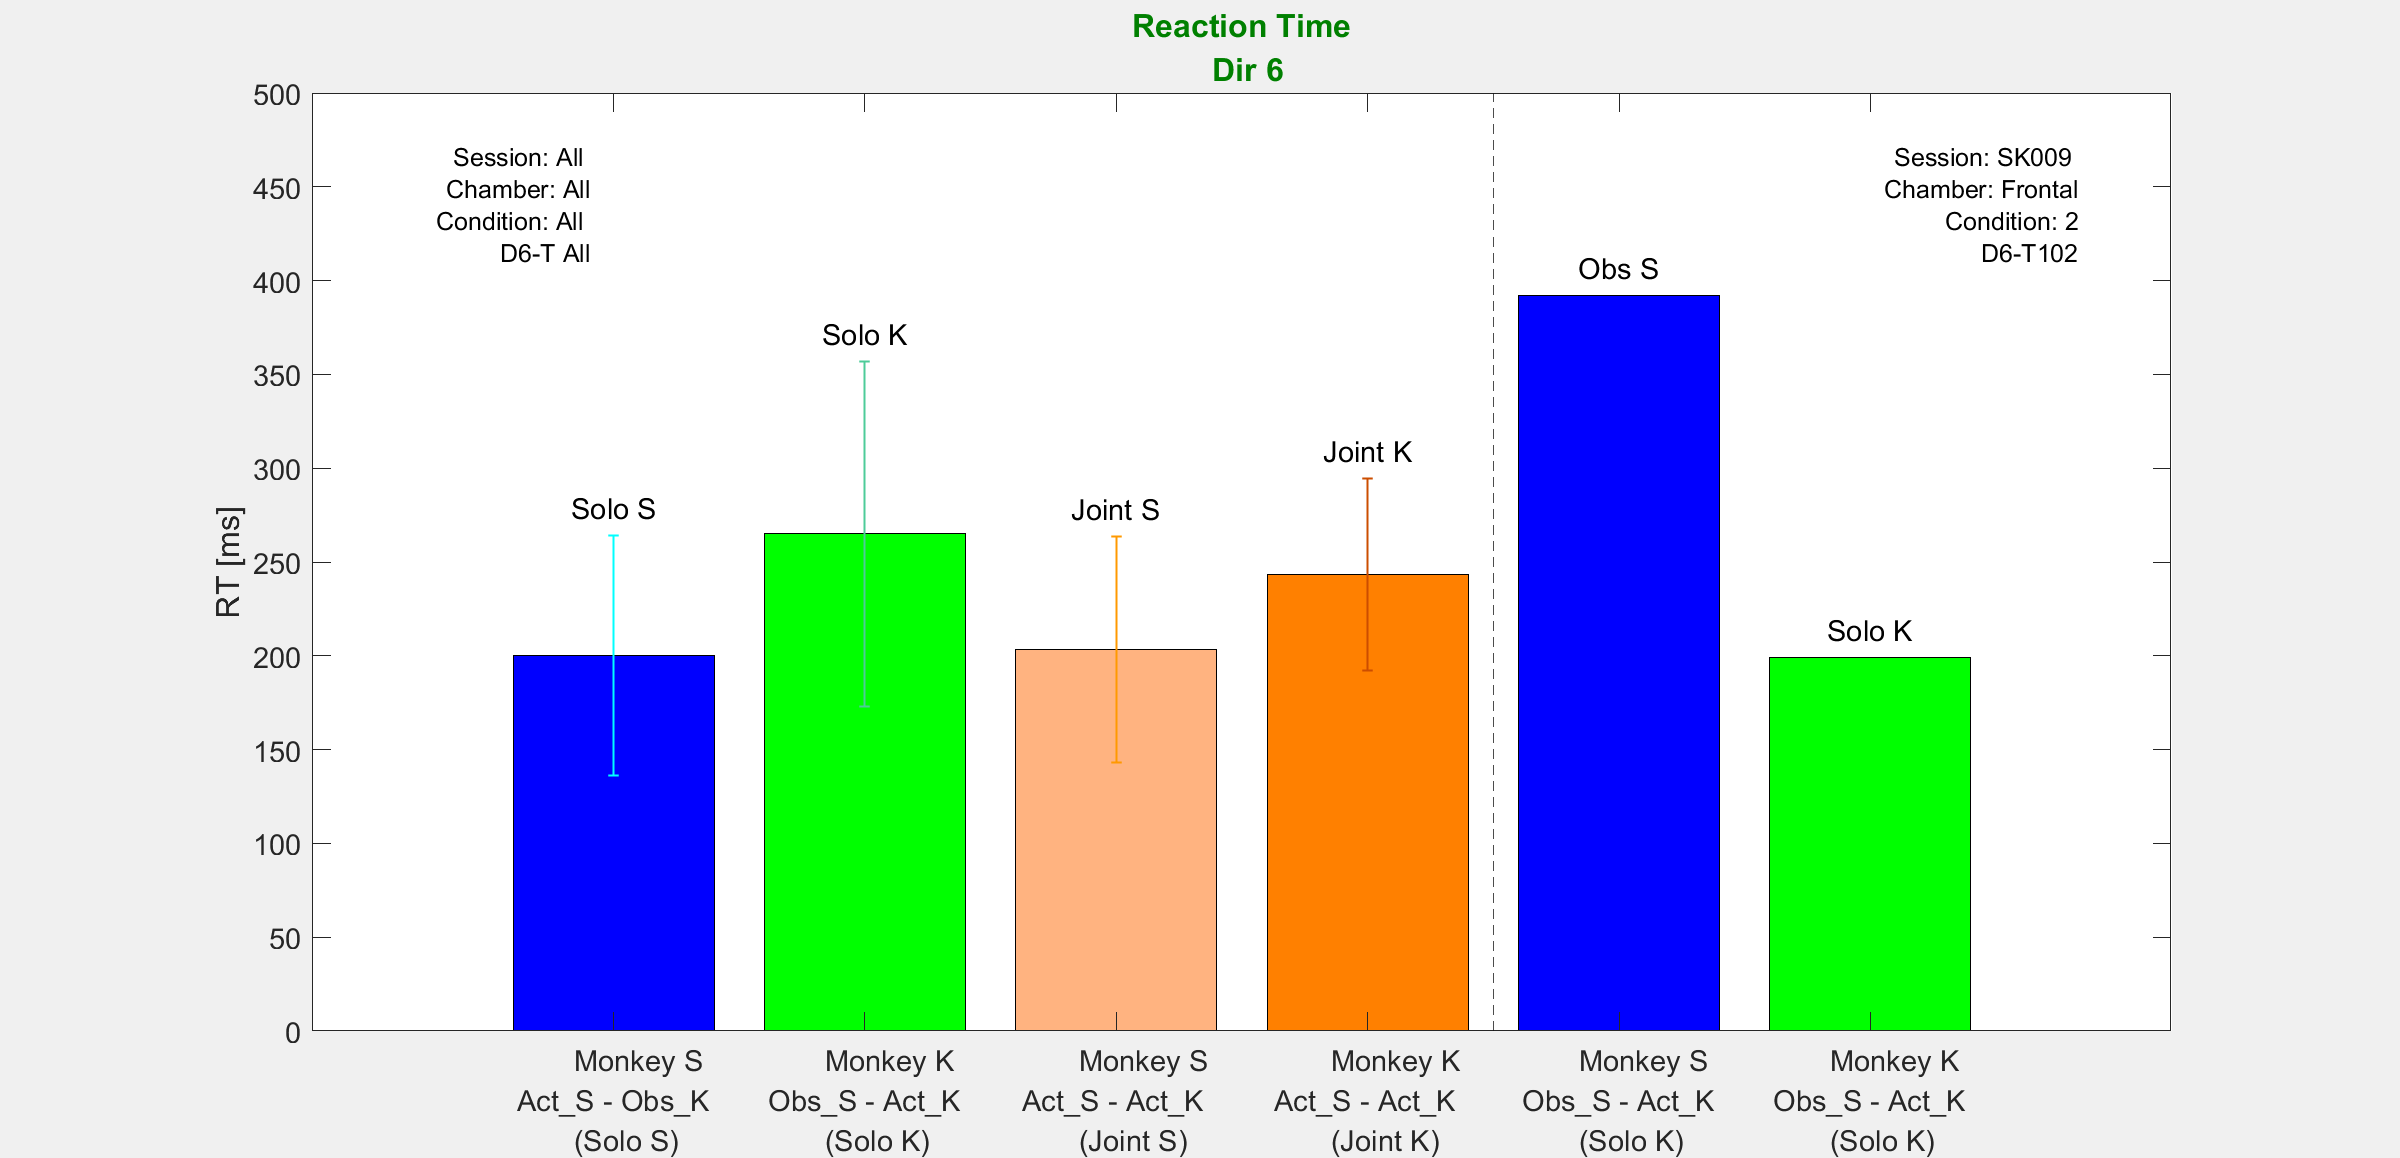 Reaction Time
Dir 6
Session: All
Chamber: All
Condition: All
D6-T All
Session: SK009
Chamber: Frontal
Condition: 2
D6-T102
RT [ms]
500
450
400
350
300
250
200
150
100
50
0
Solo S
Solo K
Joint S
Joint K
Obs S
Solo K
Monkey S
Act_S - Obs_K
(Solo S)
Monkey K
Obs_S - Act_K
(Solo K)
Monkey S
Act_S - Act_K
(Joint S)
Monkey K
Act_S - Act_K
(Joint K)
Monkey S
Obs_S - Act_K
(Solo K)
Monkey K
Obs_S - Act_K
(Solo K)